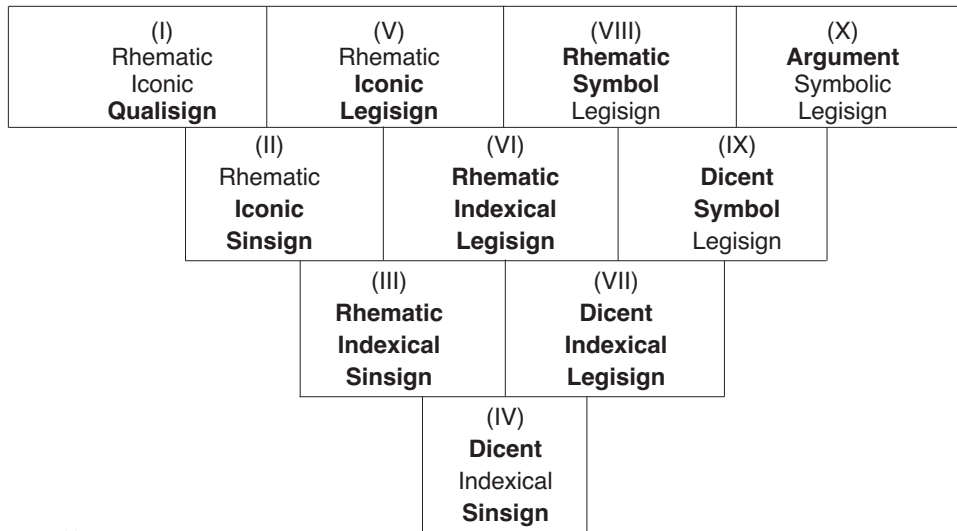 (I)
Rhematic
Iconic
Qualisign
(V)
Rhematic
Iconic
Legisign
(VIII)
Rhematic
Symbol
Legisign
(X)
Argument
Symbolic
Legisign
(II)
Rhematic
Iconic
Sinsign
(VI)
Rhematic
Indexical
Legisign
(IX)
Dicent
Symbol
Legisign
(III)
Rhematic
Indexical
Sinsign
(VII)
Dicent
Indexical
Legisign
(IV)
Dicent
Indexical
Sinsign